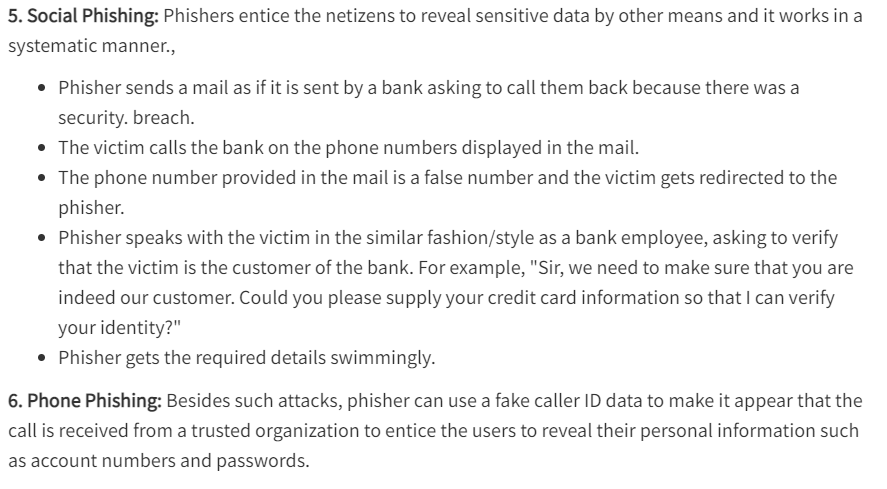 5. Social Phishing: Phishers entice the netizens to reveal sensitive data by other means and it works in a
systematic manner.,
• Phisher sends a mail as if it is sent by a bank asking to call them back because there was a
security. breach.
• The victim calls the bank on the phone numbers displayed in the mail.
• The phone number provided in the mail is a false number and the victim gets redirected to the
phisher.
• Phisher speaks with the victim in the similar fashion/style as a bank employee, asking to verify
that the victim is the customer of the bank. For example, "Sir, we need to make sure that you are
indeed our customer. Could you please supply your credit card information so that I can verify
your identity?"
• Phisher gets the required details swimmingly.
6. Phone Phishing: Besides such attacks, phisher can use a fake caller ID data to make it appear that the
call is received from a trusted organization to entice the users to reveal their personal information such
as account numbers and passwords.